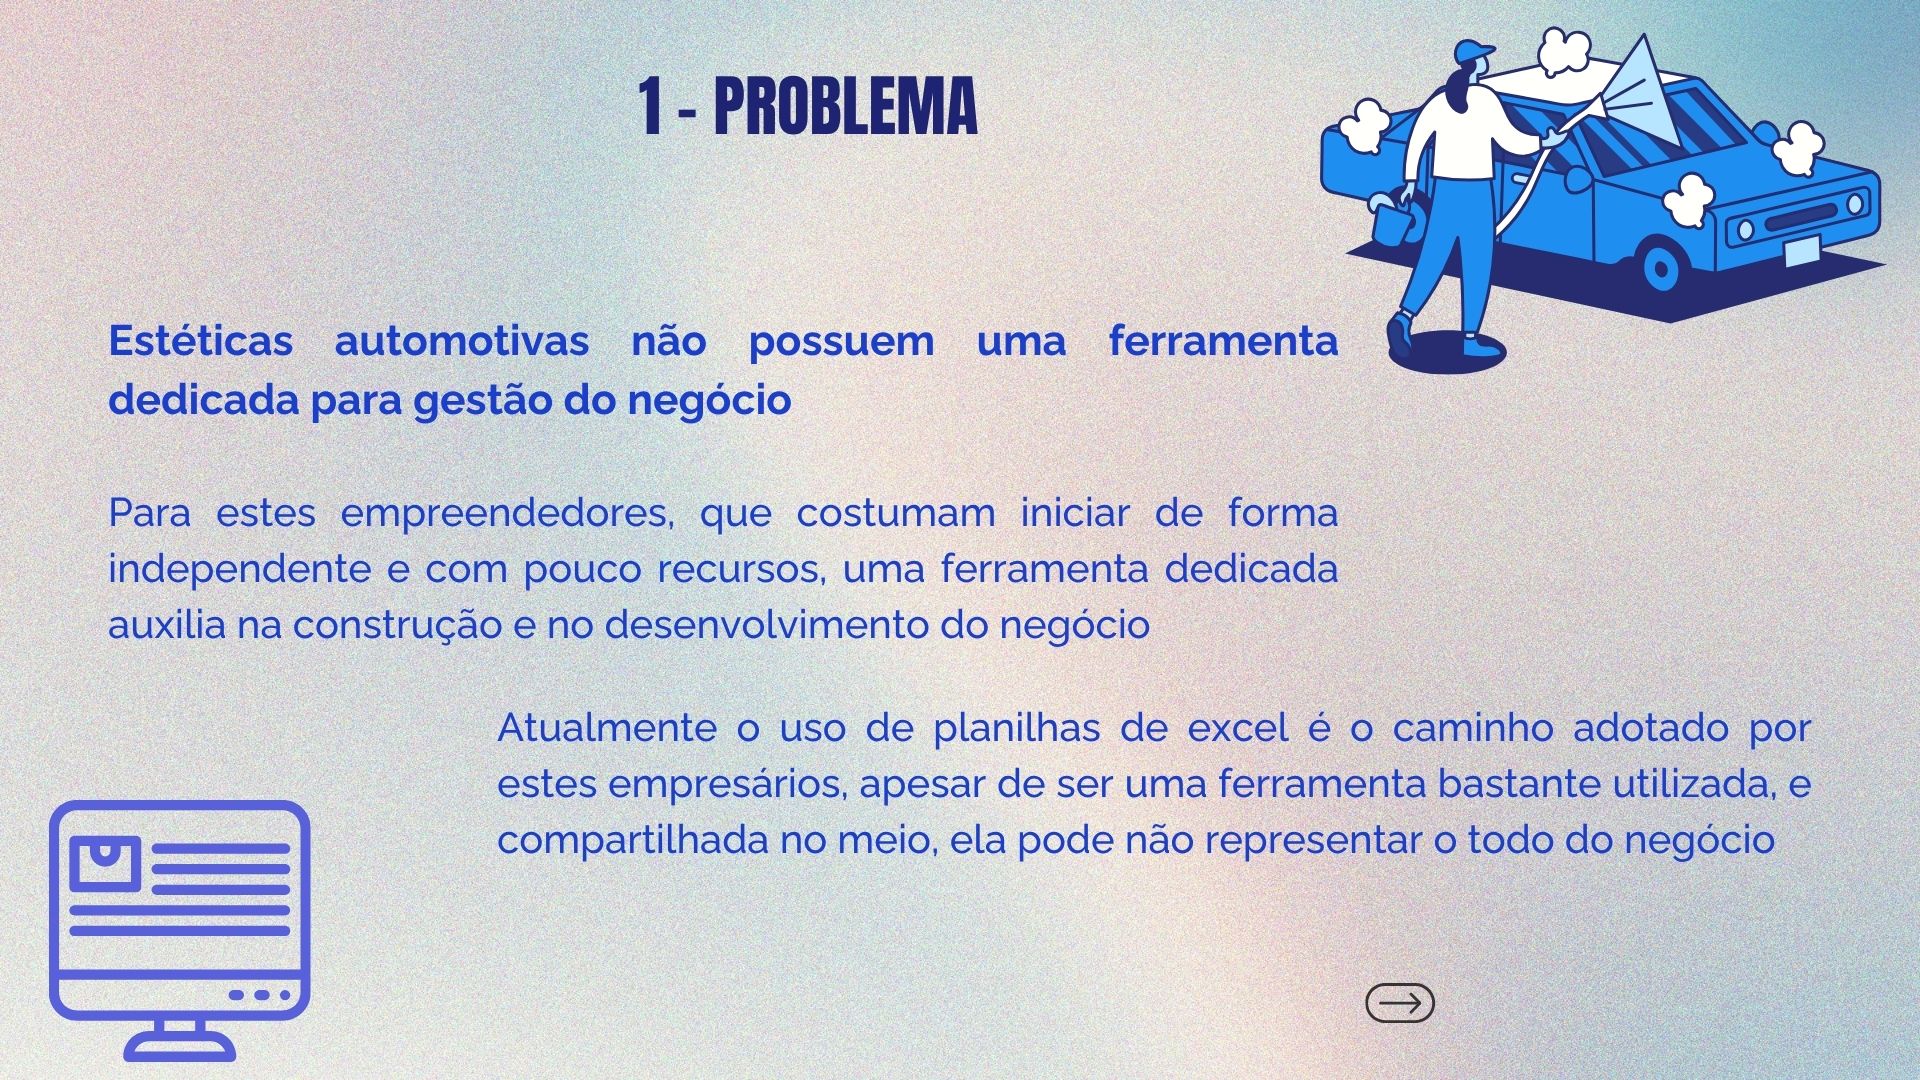 1 - PROBLEMA
Estéticas automotivas não possuem uma ferramenta
dedicada para gestão do negócio
Para estes empreendedores, que costumam iniciar de forma
independente e com pouco recursos, uma ferramenta dedicada
auxilia na construção e no desenvolvimento do negócio
Atualmente o uso de planilhas de excel é o caminho adotado por
estes empresários, apesar de ser uma ferramenta bastante utilizada, e
compartilhada no meio, ela pode não representar o todo do negócio